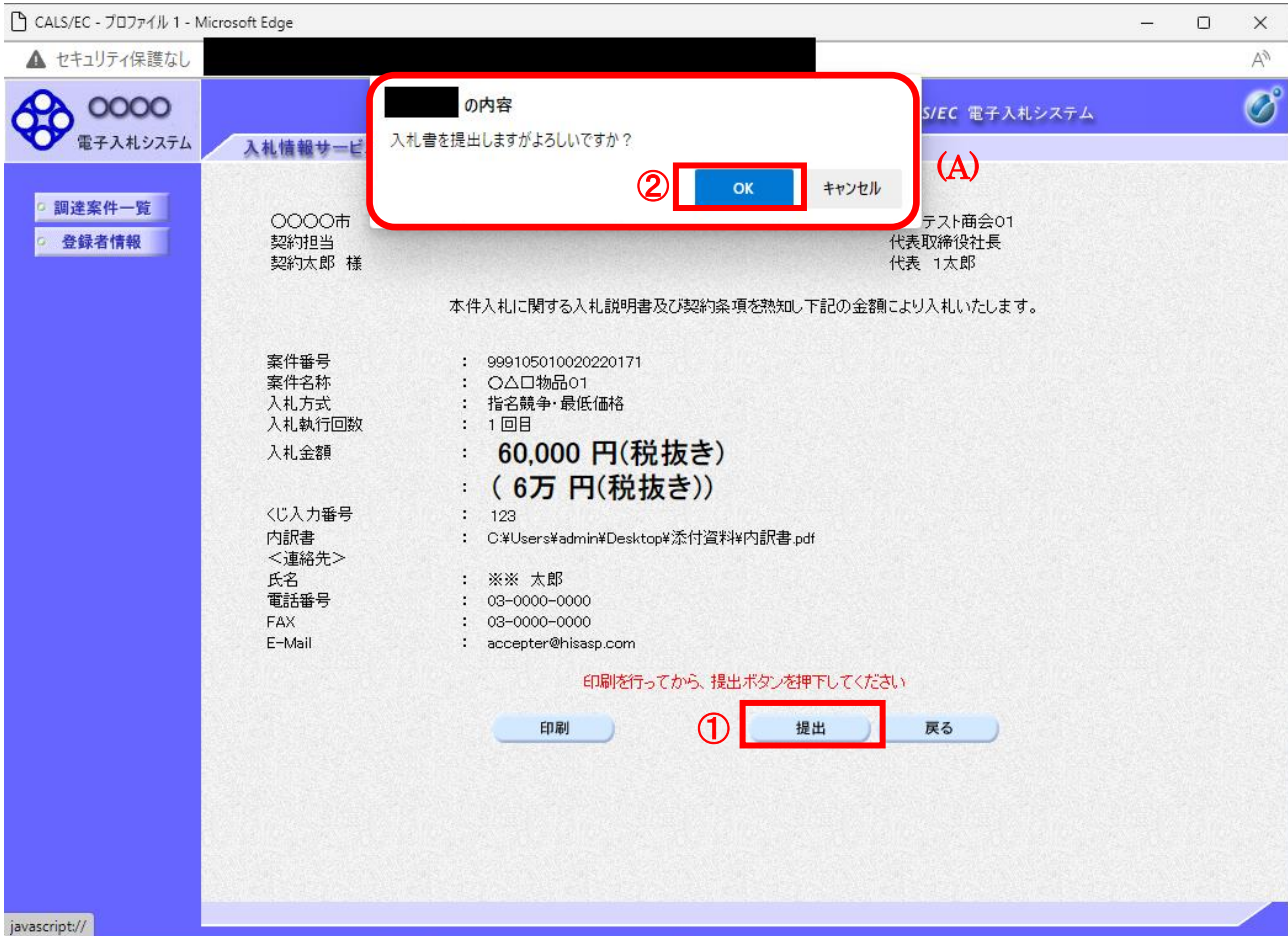 CALS/EC - プロファイル 1 - Microsoft Edge
セキュリティ保護なし
〇〇〇〇
電子入札システム
入札情報サービ
S/EC 電子入札システム
の内容
入札書を提出しますがよろしいですか？
② OK キャンセル
(A)
調達案件一覧
登録者情報
〇〇〇〇市
契約担当
契約太郎 様
テスト商会01
代表取締役社長
代表 1太郎
本件入札に関する入札説明書及び契約条項を熟知し下記の金額により入札いたします。
案件番号 : 999105010020220171
案件名称 : 〇△口物品01
入札方式 : 指名競争・最低価格
入札執行回数 : 1回目
入札金額 : 60,000 円(税抜き)
: ( 6万 円(税抜き))
くじ入力番号 : 123
内訳書 : C:¥Users¥admin¥Desktop¥添付資料¥内訳書.pdf
＜連絡先＞
氏名 : ※※ 太郎
電話番号 : 03-0000-0000
FAX : 03-0000-0000
E-Mail : accepter@hisasp.com
印刷を行ってから、提出ボタンを押下してください
印刷 ① 提出 戻る
javascript://